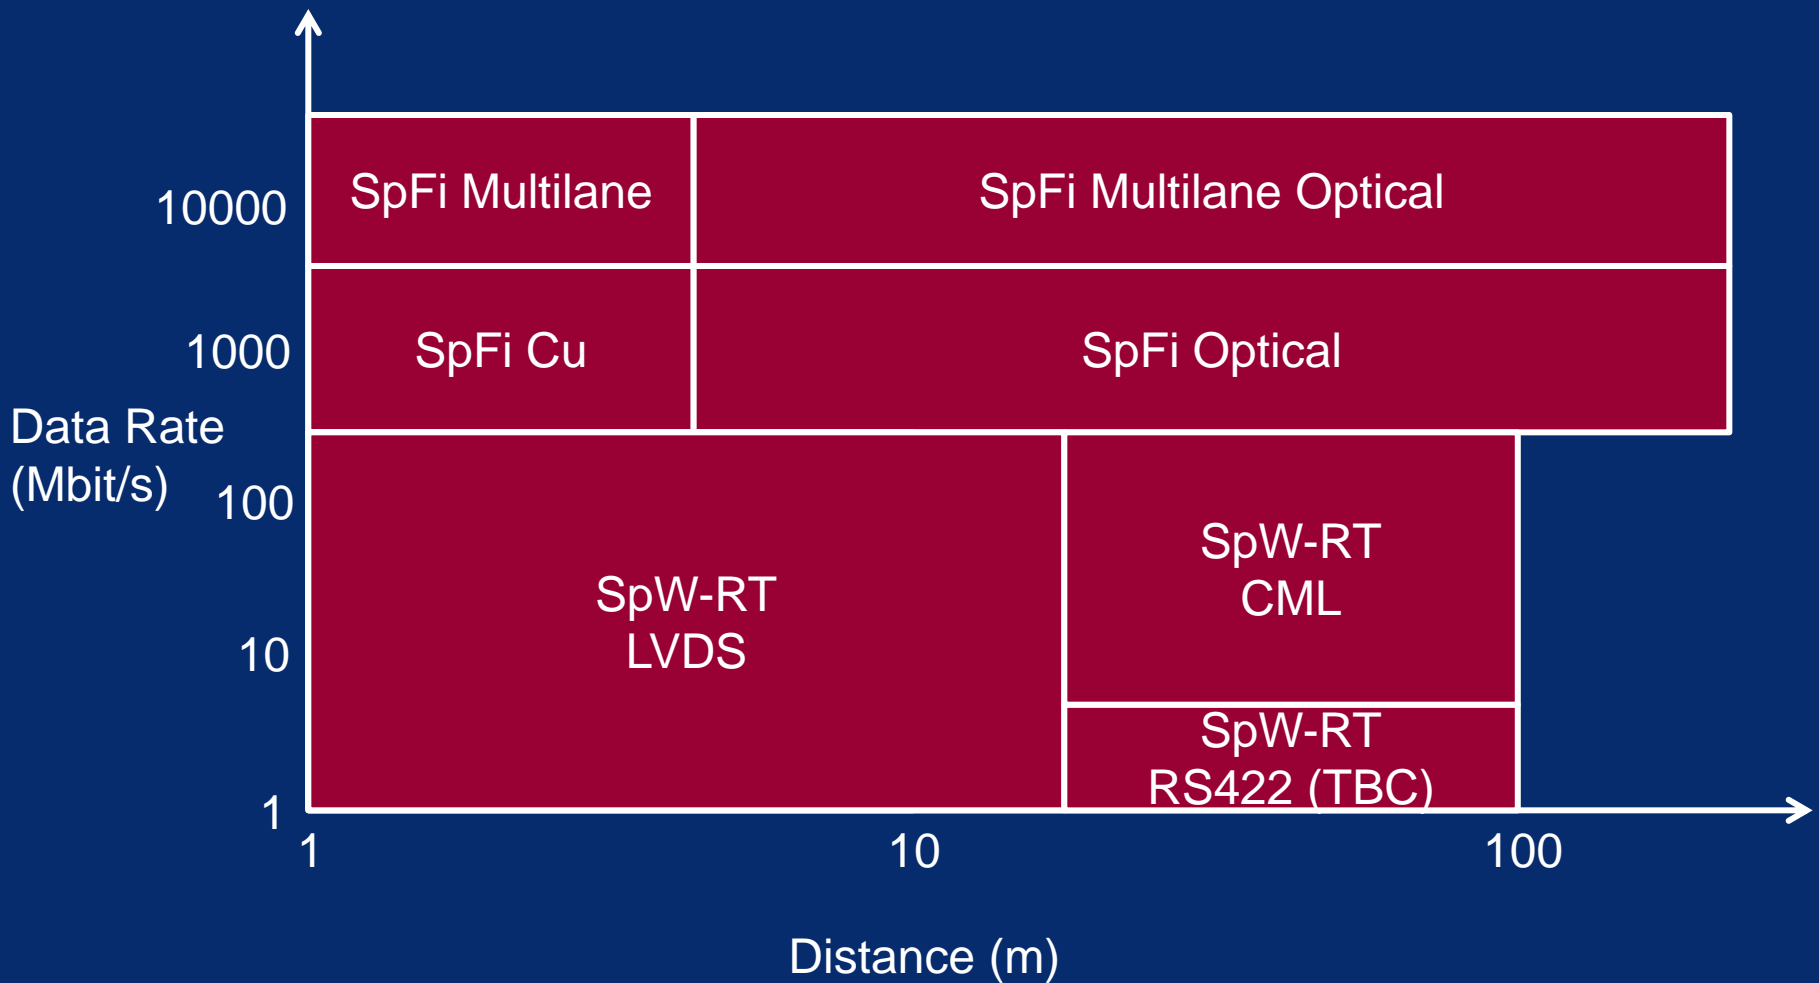 SpFi Multilane
SpFi Multilane Optical
10000
SpFi Cu
SpFi Optical
1000
Data Rate
(Mbit/s)
100
SpW-RT
CML
SpW-RT
LVDS
10
SpW-RT
RS422 (TBC)
1
1
10
100
Distance (m)